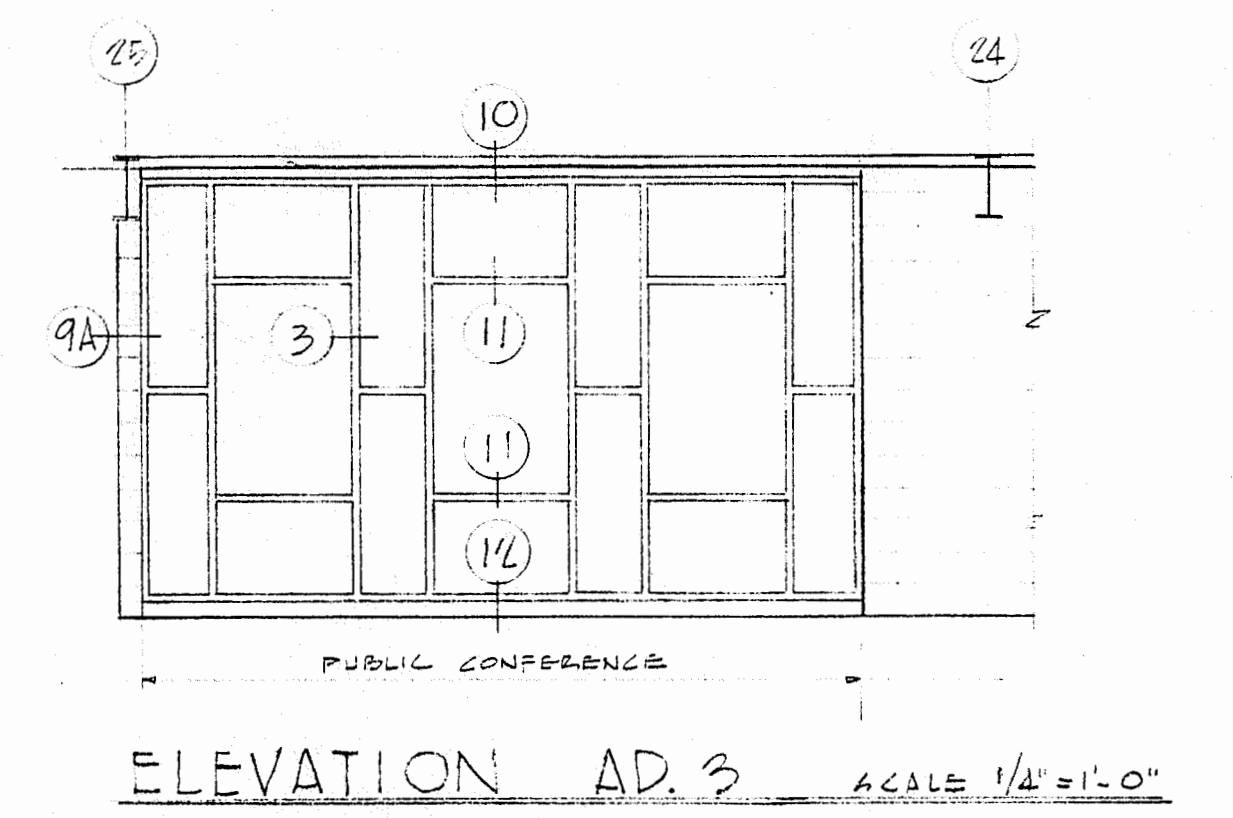 25
24
10
9A
3
11
11
12
PUBLIC CONFERENCE
ELEVATION AD. 3 SCALE 1/4" = 1'-0"